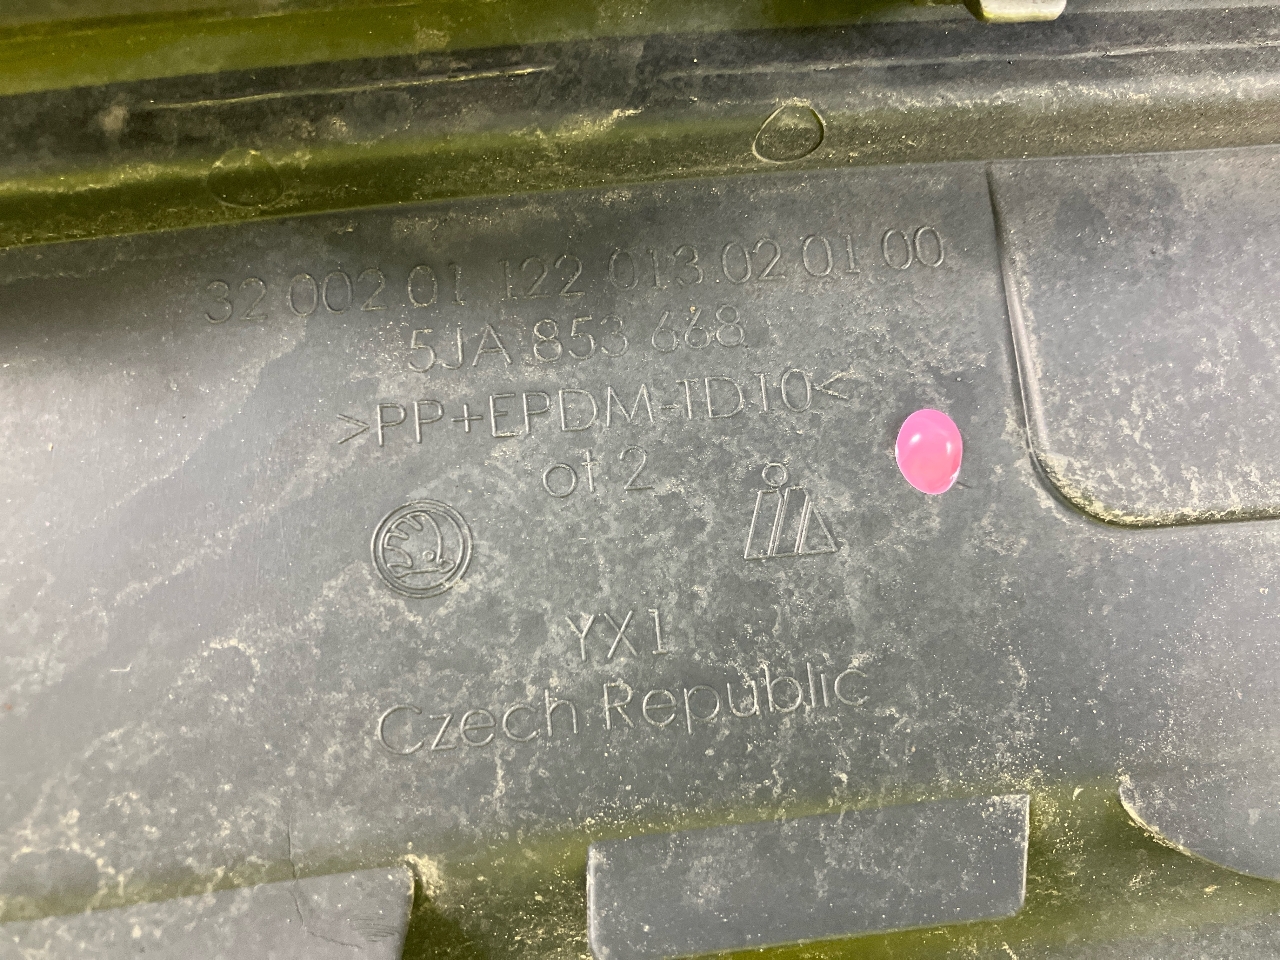 32 002 01 122 013 02 01 00
5JA 853 668
>PP+EPDM-TD10<
of 2
YX1
Czech Republic